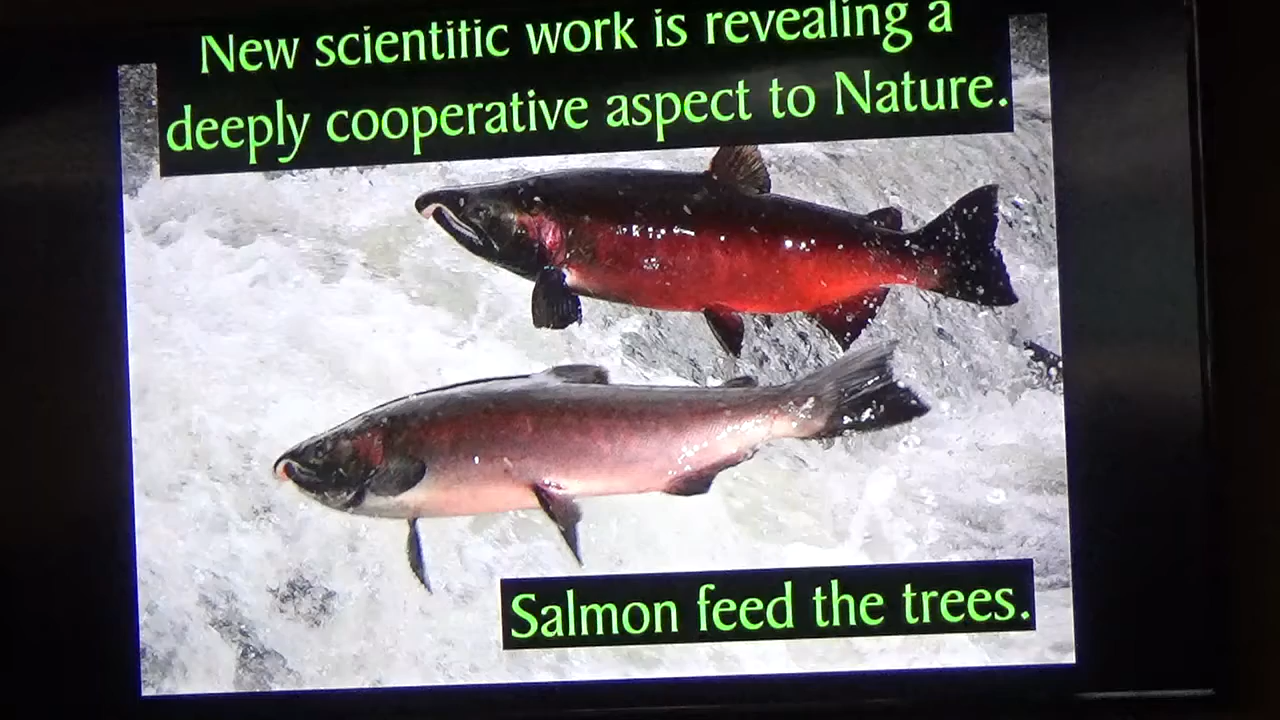 New scientific work is revealing a
deeply cooperative aspect to Nature.
Salmon feed the trees.